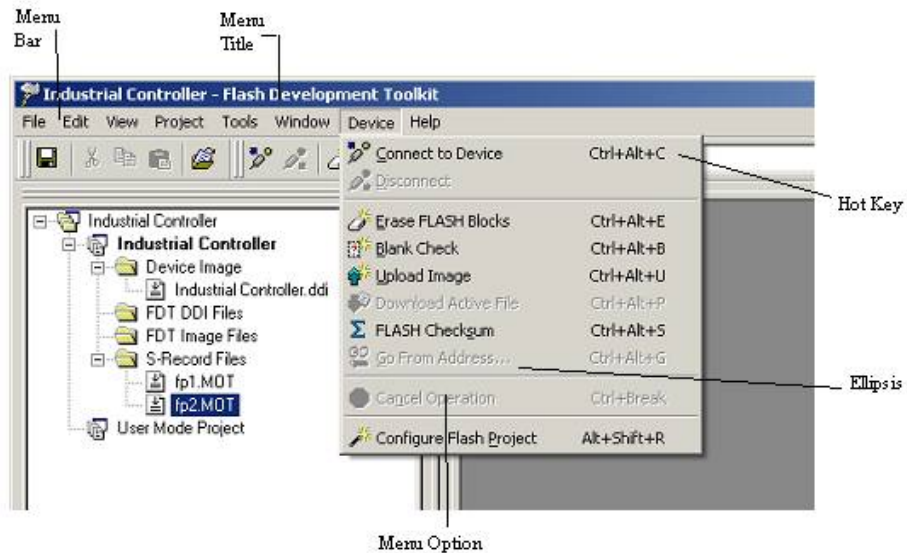 Menu
Bar
Menu
Title
Industrial Controller - Flash Development Toolkit
File Edit View Project Tools Window Device Help
Connect to Device Ctrl+Alt+C
Disconnect
Hot Key
Erase FLASH Blocks Ctrl+Alt+E
Blank Check Ctrl+Alt+B
Upload Image Ctrl+Alt+U
Download Active File Ctrl+Alt+P
FLASH Checksum Ctrl+Alt+S
Go From Address... Ctrl+Alt+G
Ellipsis
Cancel Operation Ctrl+Break
Configure Flash Project Alt+Shift+R
Industrial Controller
Industrial Controller
Device Image
Industrial Controller.ddi
FDT DDI Files
FDT Image Files
S-Record Files
fp1.MOT
fp2.MOT
User Mode Project
Menu Option